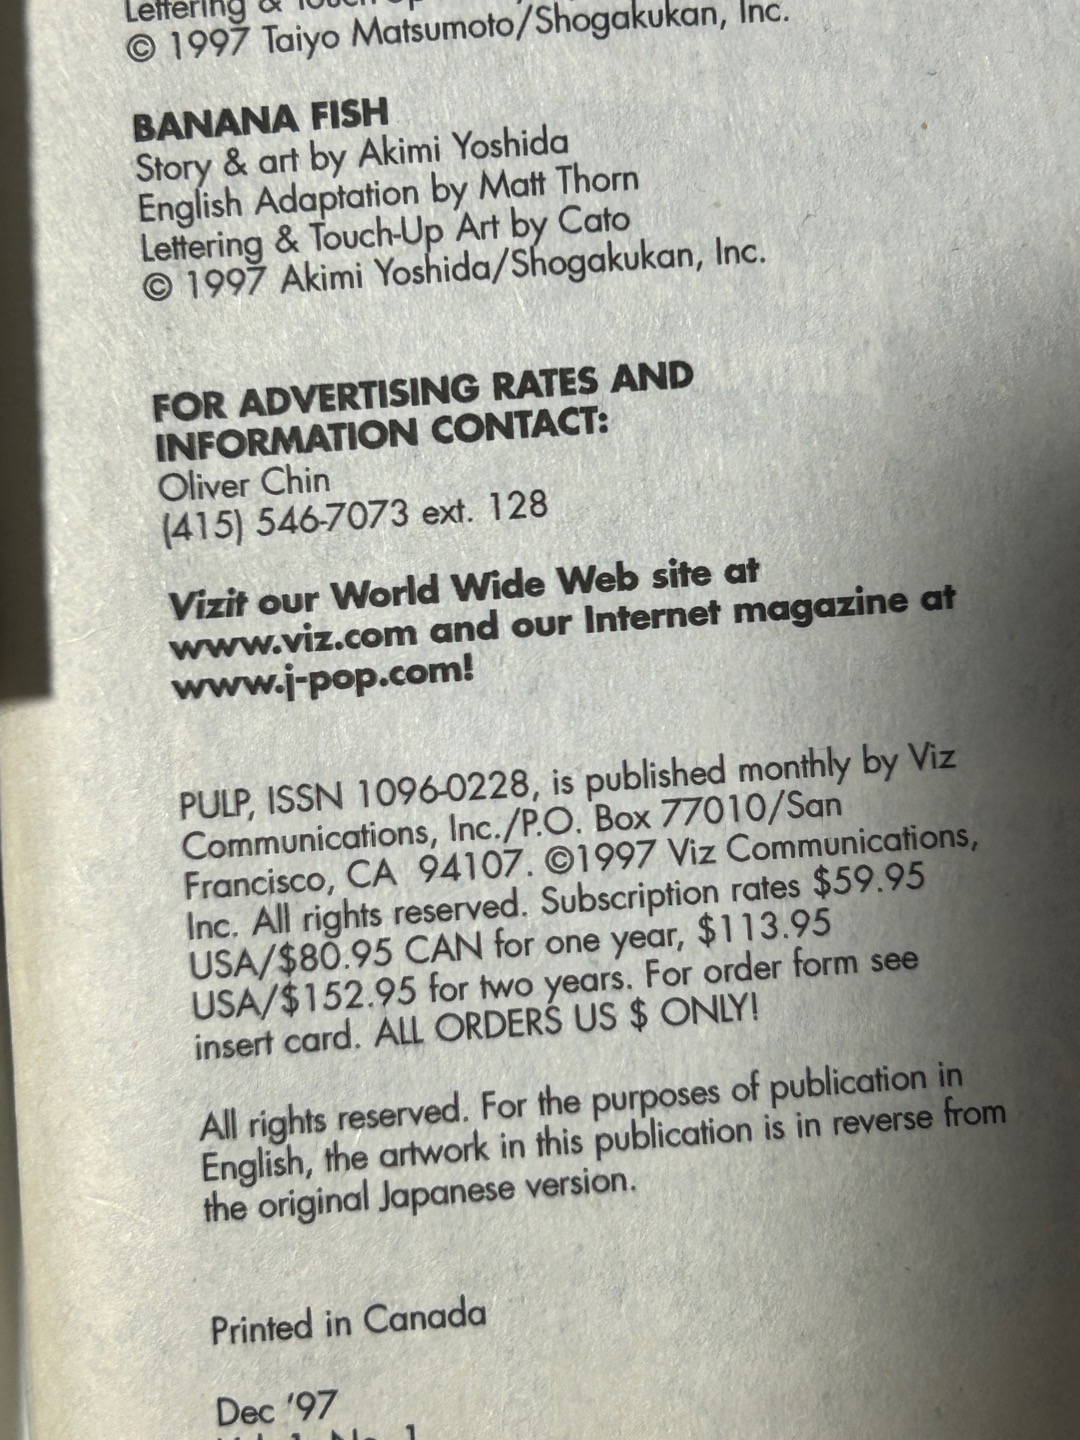 Lettering & Touch-Up
© 1997 Taiyo Matsumoto/Shogakukan, Inc.
BANANA FISH
Story & art by Akimi Yoshida
English Adaptation by Matt Thorn
Lettering & Touch-Up Art by Cato
© 1997 Akimi Yoshida/Shogakukan, Inc.
FOR ADVERTISING RATES AND
INFORMATION CONTACT:
Oliver Chin
(415) 546-7073 ext. 128
Vizit our World Wide Web site at
www.viz.com and our Internet magazine at
www.j-pop.com!
PULP, ISSN 1096-0228, is published monthly by Viz
Communications, Inc./P.O. Box 77010/San
Francisco, CA 94107. ©1997 Viz Communications,
Inc. All rights reserved. Subscription rates $59.95
USA/$80.95 CAN for one year, $113.95
USA/$152.95 for two years. For order form see
insert card. ALL ORDERS US $ ONLY!
All rights reserved. For the purposes of publication in
English, the artwork in this publication is in reverse from
the original Japanese version.
Printed in Canada
Dec '97
Vol. 1, No. 1